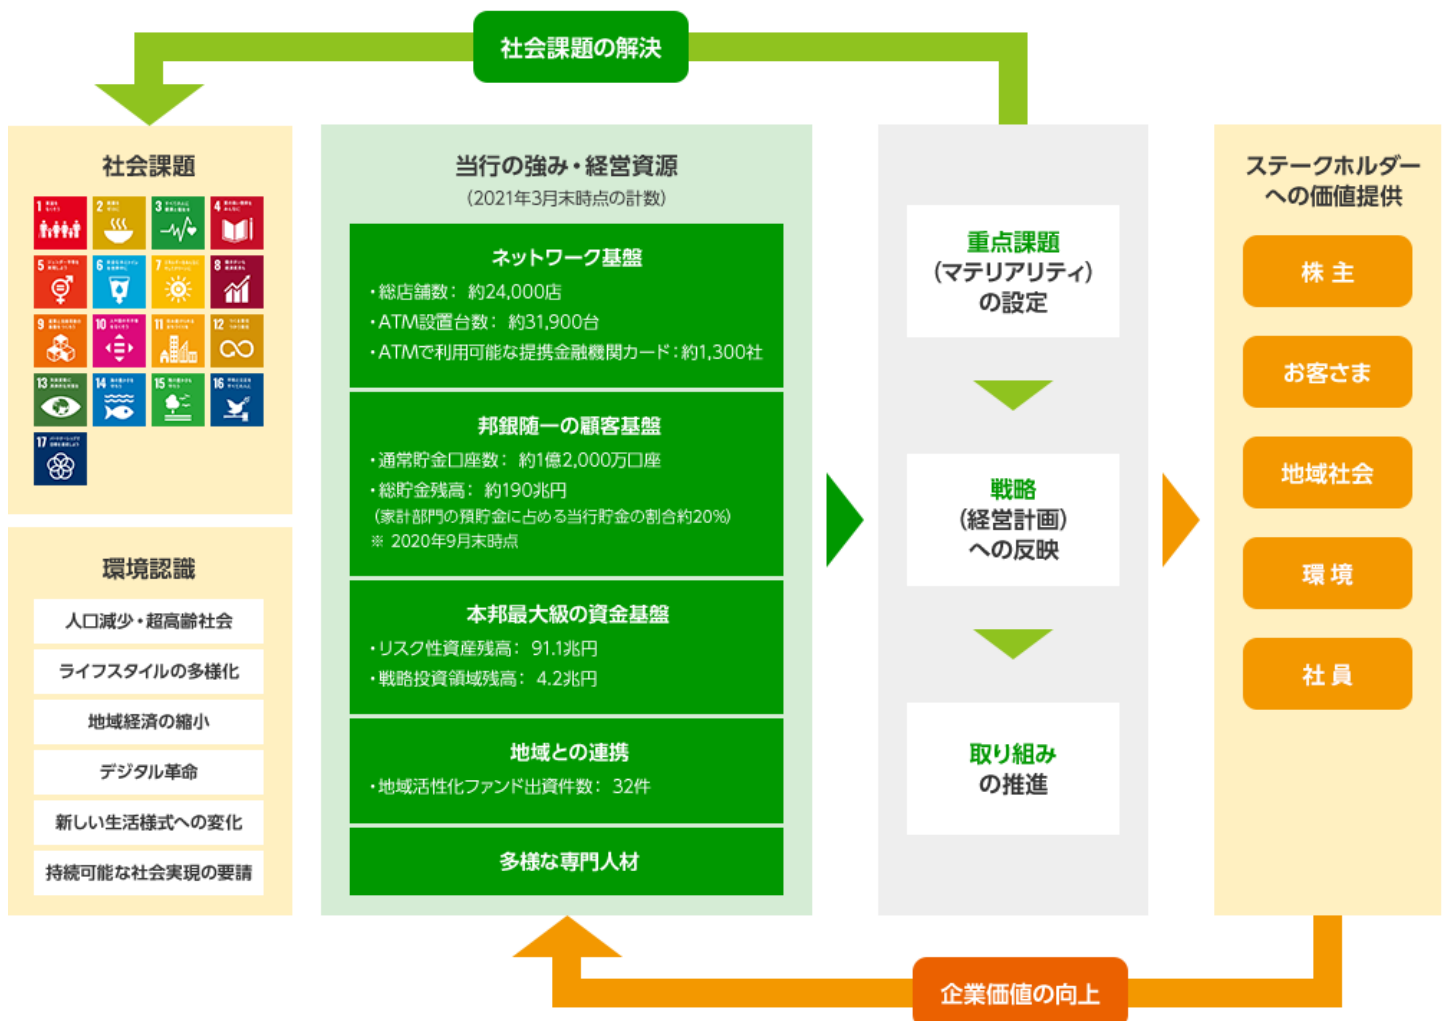 社会課題の解決
社会課題
1
2
3
4
5
6
7
8
9
10
11
12
13
14
15
16
17
環境認識
人口減少・超高齢社会
ライフスタイルの多様化
地域経済の縮小
デジタル革命
新しい生活様式への変化
持続可能な社会実現の要請
当行の強み・経営資源
（2021年3月末時点の計数）
ネットワーク基盤
・総店舗数： 約24,000店
・ATM設置台数： 約31,900台
・ATMで利用可能な提携金融機関カード：約1,300社
邦銀随一の顧客基盤
・通常貯金口座数： 約1億2,000万口座
・総貯金残高： 約190兆円
（家計部門の預貯金に占める当行貯金の割合約20%）
※ 2020年9月末時点
本邦最大級の資金基盤
・リスク性資産残高： 91.1兆円
・戦略投資領域残高： 4.2兆円
地域との連携
・地域活性化ファンド出資件数： 32件
多様な専門人材
重点課題
（マテリアリティ）
の設定
戦略
（経営計画）
への反映
取り組み
の推進
ステークホルダー
への価値提供
株主
お客さま
地域社会
環境
社員
企業価値の向上